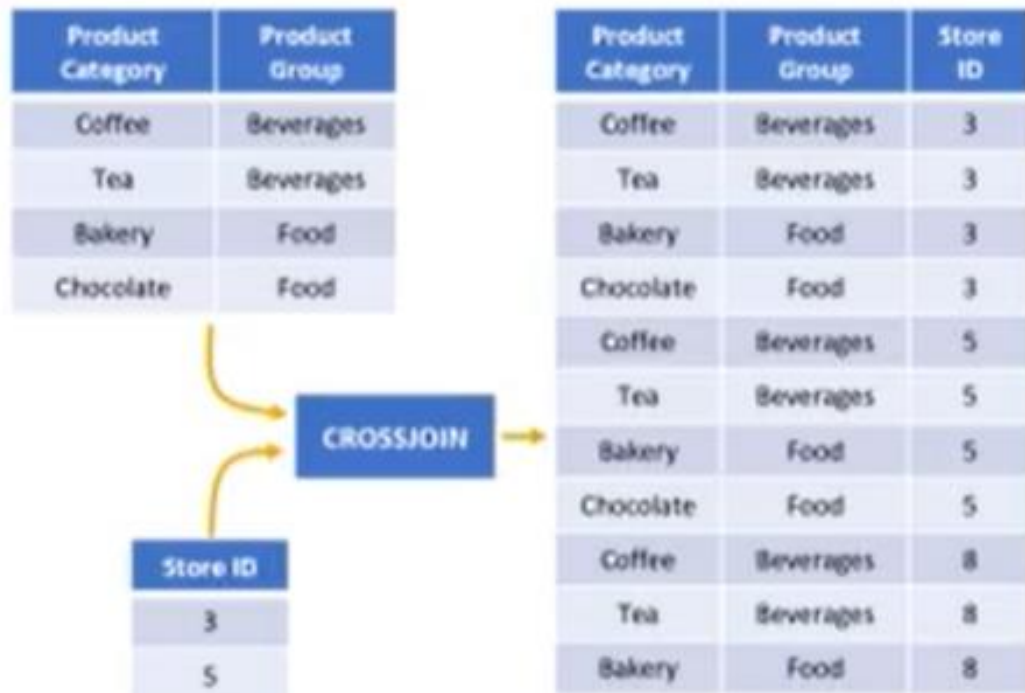 Product Category Product Group
Coffee Beverages
Tea Beverages
Bakery Food
Chocolate Food
CROSSJOIN
Store ID
3
5
Product Category Product Group Store ID
Coffee Beverages 3
Tea Beverages 3
Bakery Food 3
Chocolate Food 3
Coffee Beverages 5
Tea Beverages 5
Bakery Food 5
Chocolate Food 5
Coffee Beverages 8
Tea Beverages 8
Bakery Food 8